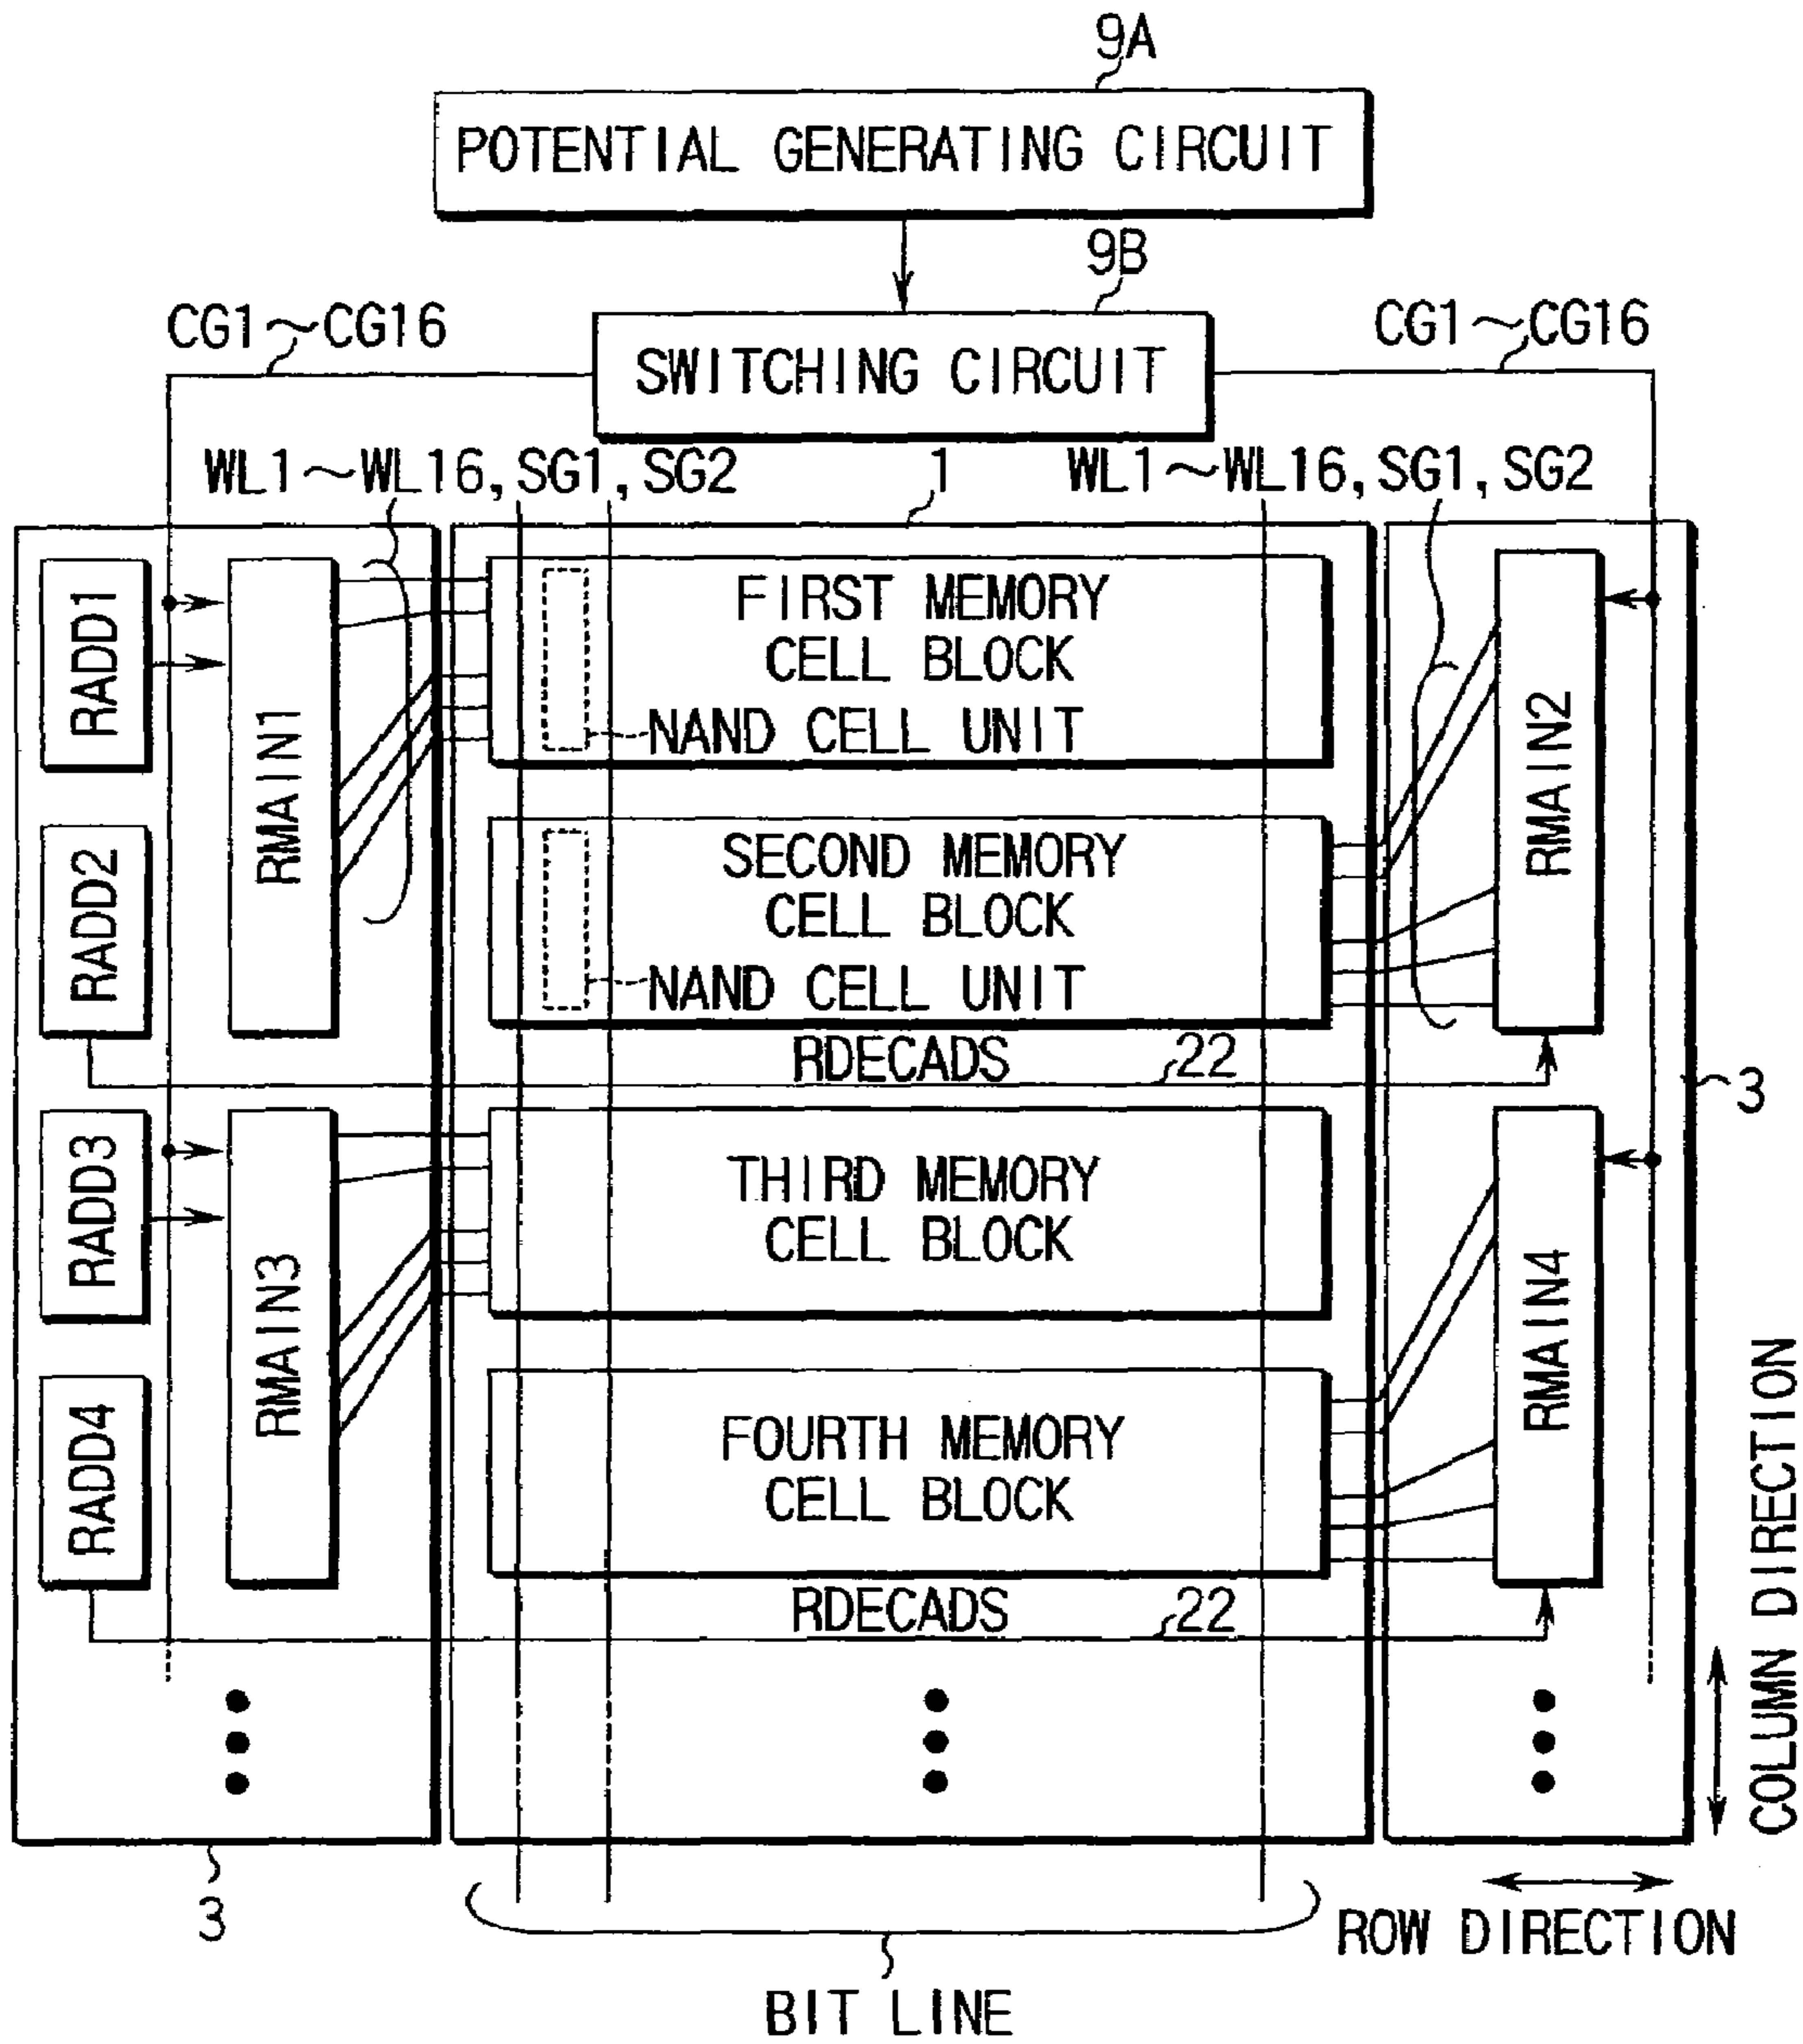 9A
POTENTIAL GENERATING CIRCUIT
9B
CG1~CG16
SWITCHING CIRCUIT
CG1~CG16
WL1~WL16, SG1, SG2
1
WL1~WL16, SG1, SG2
RADD1
RMAIN1
FIRST MEMORY
CELL BLOCK
NAND CELL UNIT
RMAIN2
RADD2
SECOND MEMORY
CELL BLOCK
NAND CELL UNIT
RDECADS
22
3
RADD3
RMAIN3
THIRD MEMORY
CELL BLOCK
RMAIN4
RADD4
FOURTH MEMORY
CELL BLOCK
RDECADS
22
COLUMN DIRECTION
3
ROW DIRECTION
BIT LINE